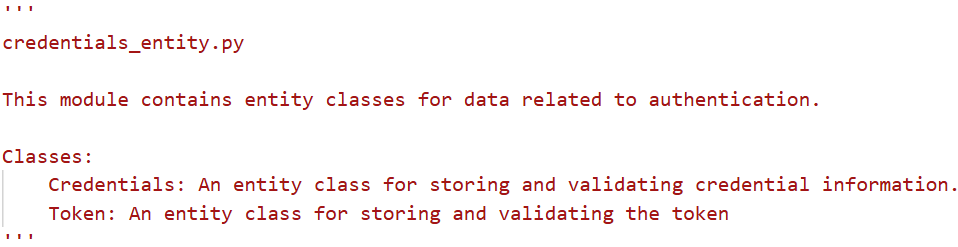 '''
credentials_entity.py
This module contains entity classes for data related to authentication.
Classes:
Credentials: An entity class for storing and validating credential information.
Token: An entity class for storing and validating the token
'''